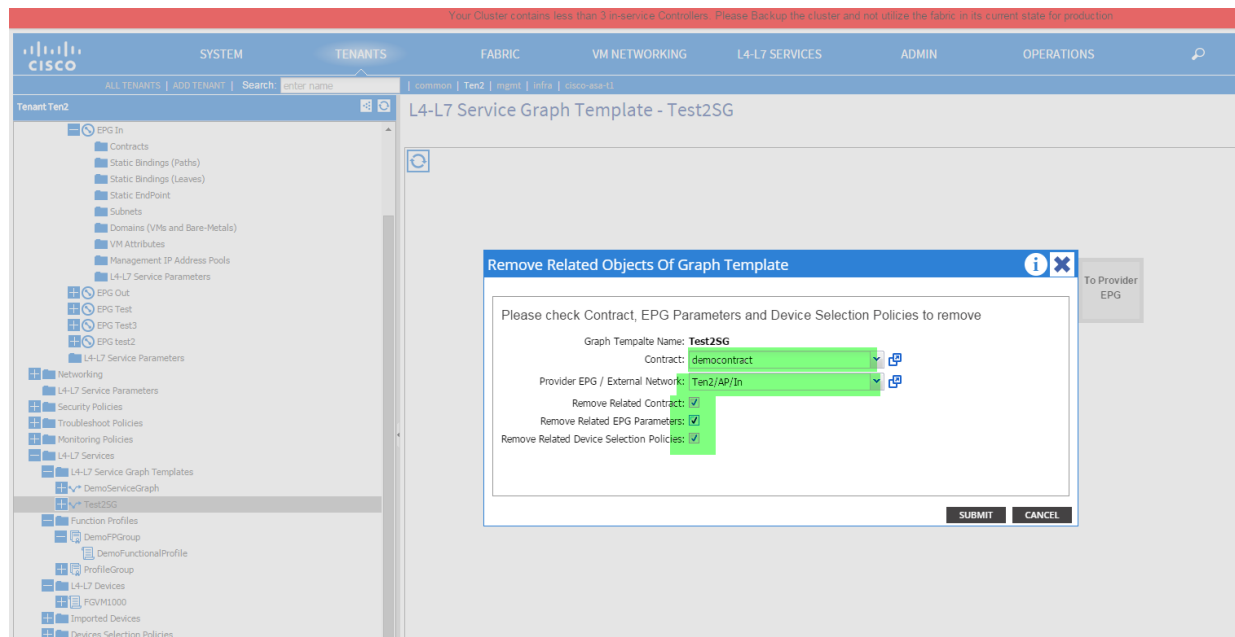 Your Cluster contains less than 3 in-service Controllers. Please Backup the cluster and not utilize the fabric in its current state for production
CISCO
SYSTEM TENANTS FABRIC VM NETWORKING L4-L7 SERVICES ADMIN OPERATIONS
ALL TENANTS | ADD TENANT | Search: enter name | common | Ten2 | mgmt | infra | cisco-asa-t1
Tenant Ten2
EPG In
Contracts
Static Bindings (Paths)
Static Bindings (Leaves)
Static EndPoint
Subnets
Domains (VMs and Bare-Metals)
VM Attributes
Management IP Address Pools
L4-L7 Service Parameters
EPG Out
EPG Test
EPG Test3
EPG test2
L4-L7 Service Parameters
Networking
L4-L7 Service Parameters
Security Policies
Troubleshoot Policies
Monitoring Policies
L4-L7 Services
L4-L7 Service Graph Templates
DemoServiceGraph
Test2SG
Function Profiles
DemoFPGroup
DemoFunctionalProfile
ProfileGroup
L4-L7 Devices
FGVM1000
Imported Devices
Devices Selection Policies
L4-L7 Service Graph Template - Test2SG
To Provider
EPG
Remove Related Objects Of Graph Template
i
Please check Contract, EPG Parameters and Device Selection Policies to remove
Graph Tempalte Name: Test2SG
Contract: democontract
Provider EPG / External Network: Ten2/AP/In
Remove Related Contract:
Remove Related EPG Parameters:
Remove Related Device Selection Policies:
SUBMIT CANCEL